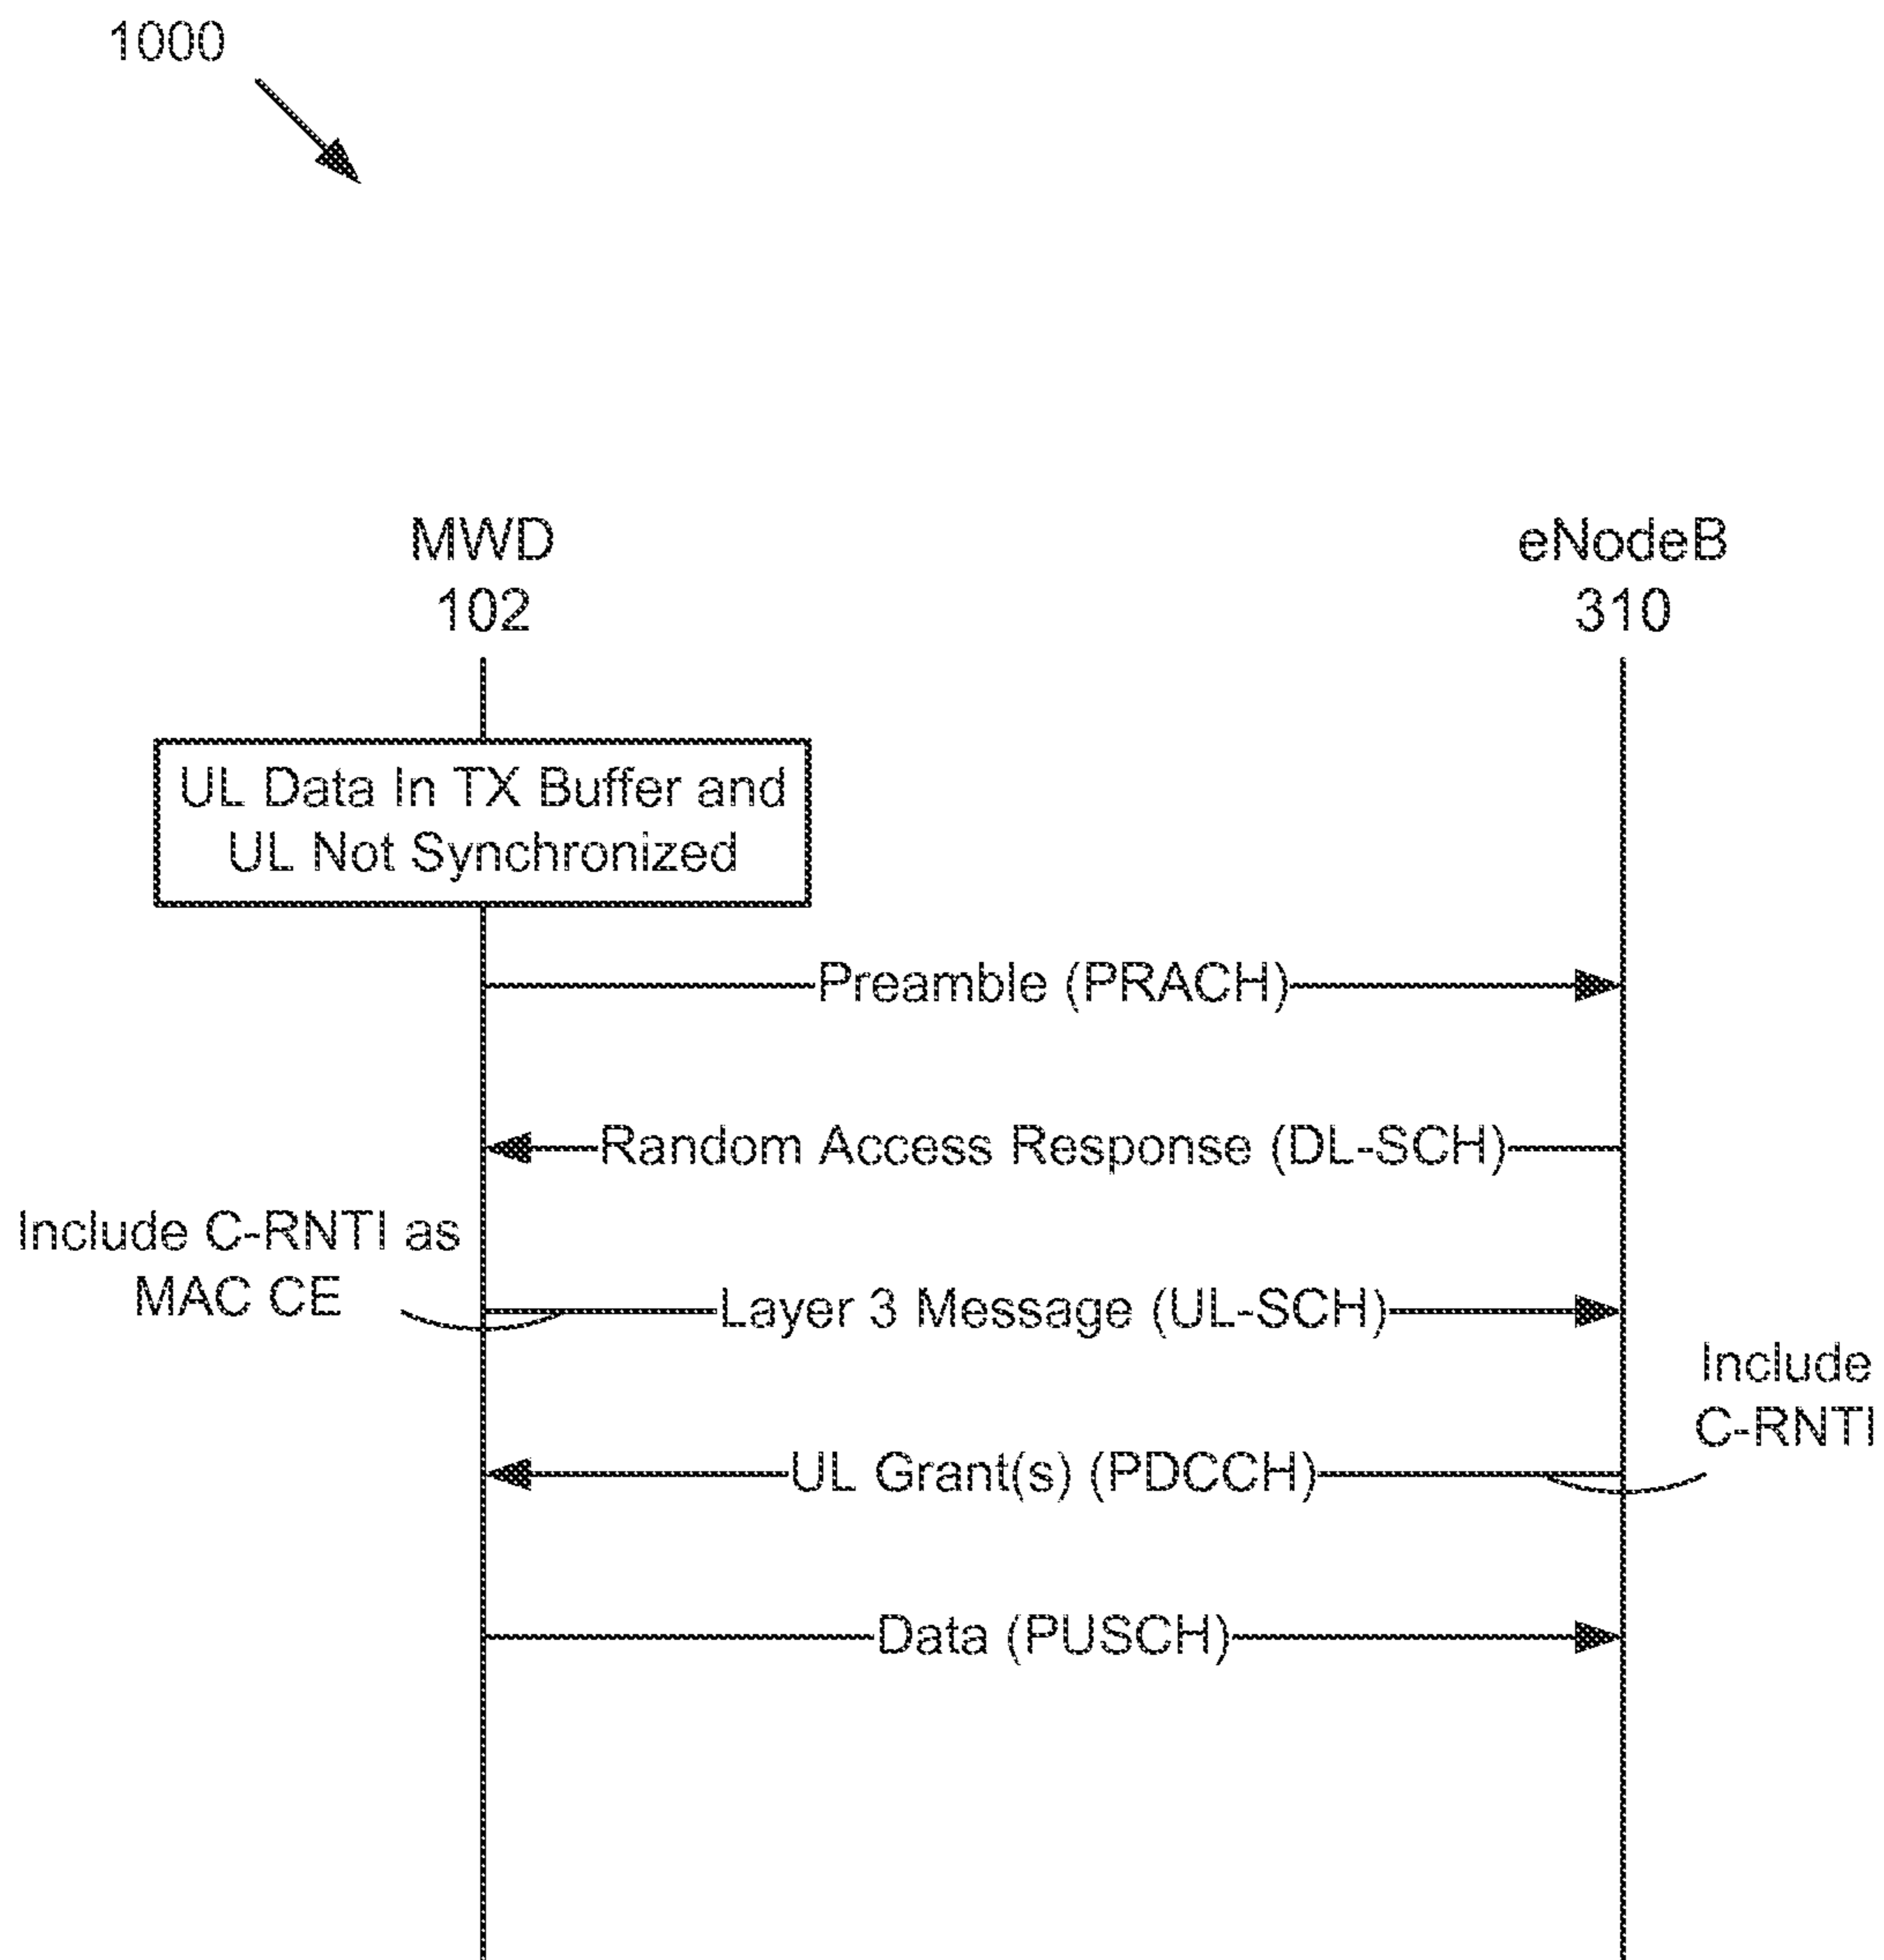 1000
MWD
102
eNodeB
310
UL Data In TX Buffer and
UL Not Synchronized
Preamble (PRACH)
Random Access Response (DL-SCH)
Include C-RNTI as
MAC CE
Layer 3 Message (UL-SCH)
Include
C-RNTI
UL Grant(s) (PDCCH)
Data (PUSCH)